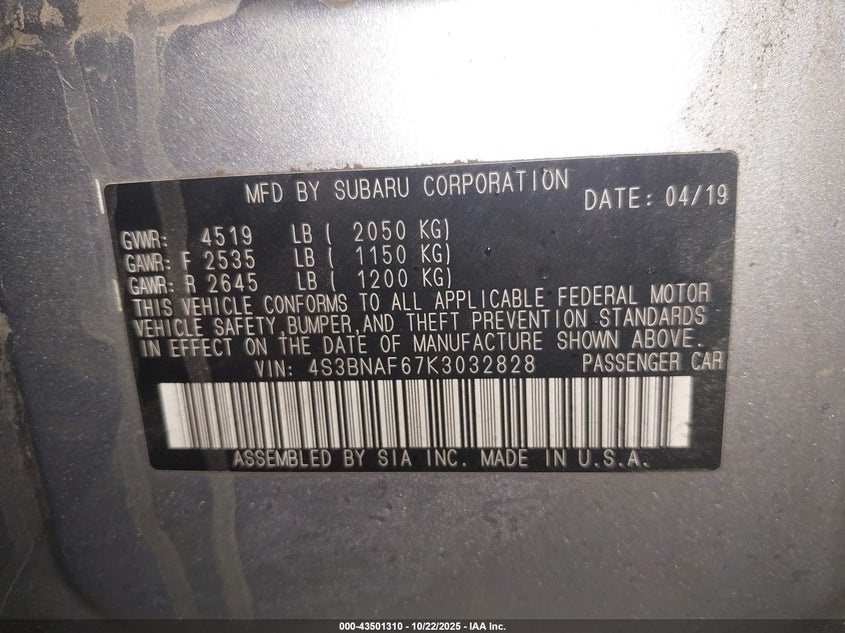 MFD BY SUBARU CORPORATION DATE: 04/19
GVWR: 4519 LB ( 2050 KG)
GAWR: F 2535 LB ( 1150 KG)
GAWR: R 2645 LB ( 1200 KG)
THIS VEHICLE CONFORMS TO ALL APPLICABLE FEDERAL MOTOR
VEHICLE SAFETY,BUMPER,AND THEFT PREVENTION STANDARDS
IN EFFECT ON THE DATE OF MANUFACTURE SHOWN ABOVE.
VIN: 4S3BNAF67K3032828 PASSENGER CAR
ASSEMBLED BY SIA INC. MADE IN U.S.A.
000-43501310 - 10/22/2025 - IAA Inc.